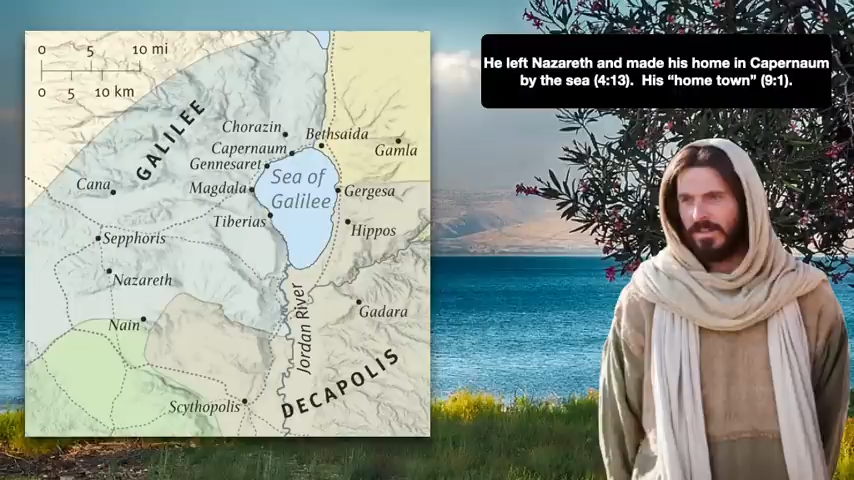 He left Nazareth and made his home in Capernaum
by the sea (4:13).  His “home town” (9:1).
0 5 10 mi
0 5 10 km
GALILEE
Chorazin
Bethsaida
Capernaum
Gamla
Gennesaret
Cana
Magdala
Sea of
Galilee
Gergesa
Tiberias
Hippos
Sepphoris
Nazareth
Jordan River
Gadara
Nain
DECAPOLIS
Scythopolis